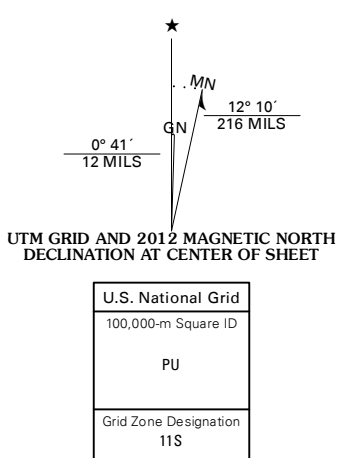 ★
MN
GN
12° 10´
216 MILS
0° 41´
12 MILS
UTM GRID AND 2012 MAGNETIC NORTH
DECLINATION AT CENTER OF SHEET
U.S. National Grid
100,000-m Square ID
PU
Grid Zone Designation
11S